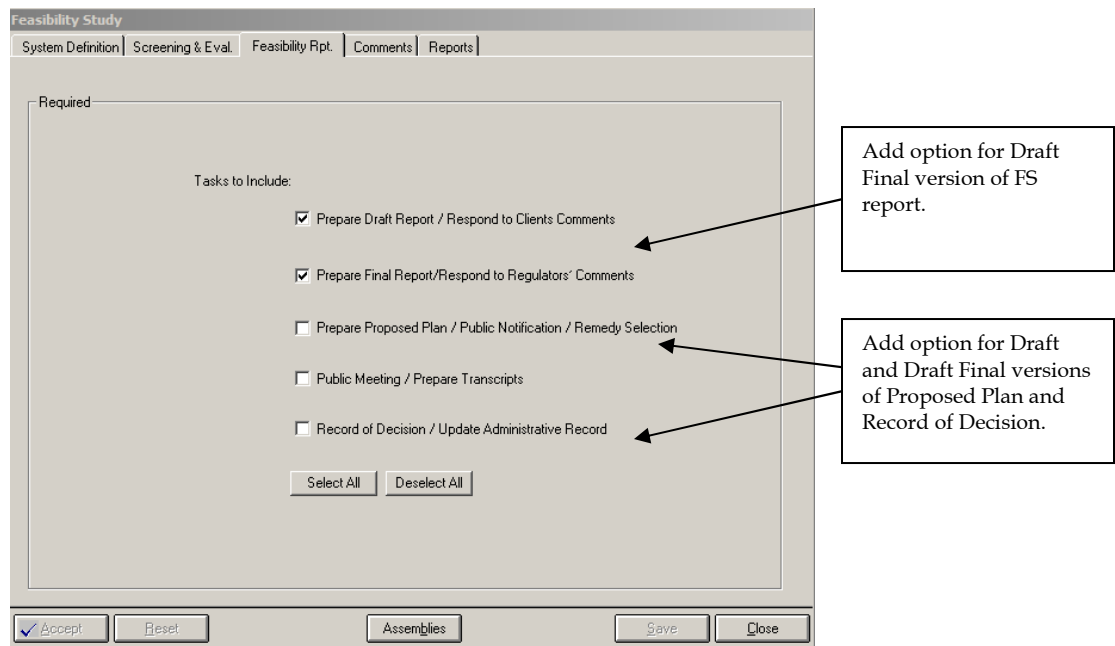 Feasibility Study
System Definition Screening & Eval. Feasibility Rpt. Comments Reports
Required
Tasks to Include:
Prepare Draft Report / Respond to Clients Comments
Prepare Final Report/Respond to Regulators' Comments
Prepare Proposed Plan / Public Notification / Remedy Selection
Public Meeting / Prepare Transcripts
Record of Decision / Update Administrative Record
Select All Deselect All
Accept Reset Assemblies Save Close
Add option for Draft
Final version of FS
report.
Add option for Draft
and Draft Final versions
of Proposed Plan and
Record of Decision.